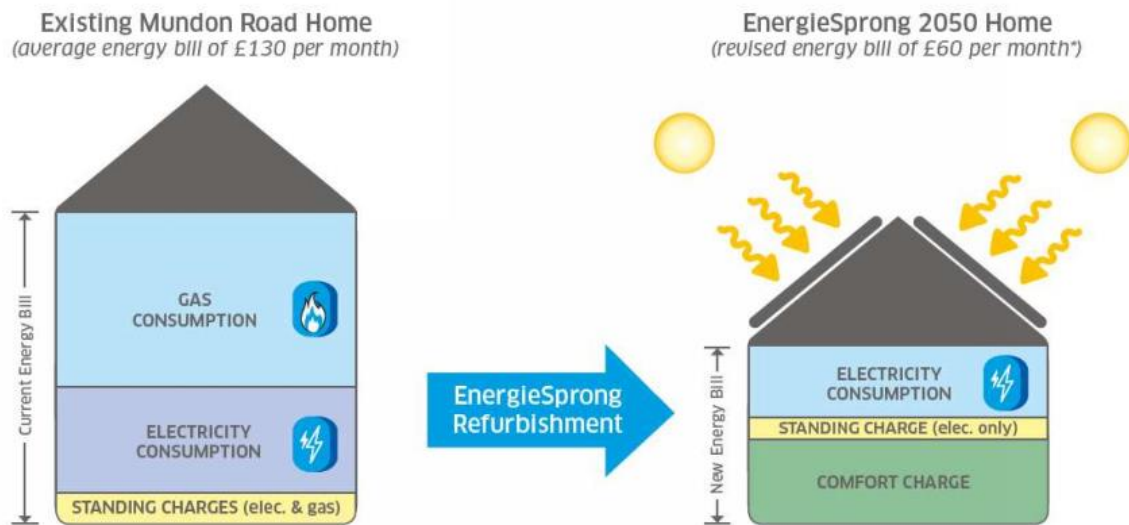 Existing Mundon Road Home
(average energy bill of £130 per month)
Current Energy Bill
GAS
CONSUMPTION
ELECTRICITY
CONSUMPTION
STANDING CHARGES (elec. & gas)
EnergieSprong
Refurbishment
EnergieSprong 2050 Home
(revised energy bill of £60 per month*)
New Energy Bill
ELECTRICITY
CONSUMPTION
STANDING CHARGE (elec. only)
COMFORT CHARGE